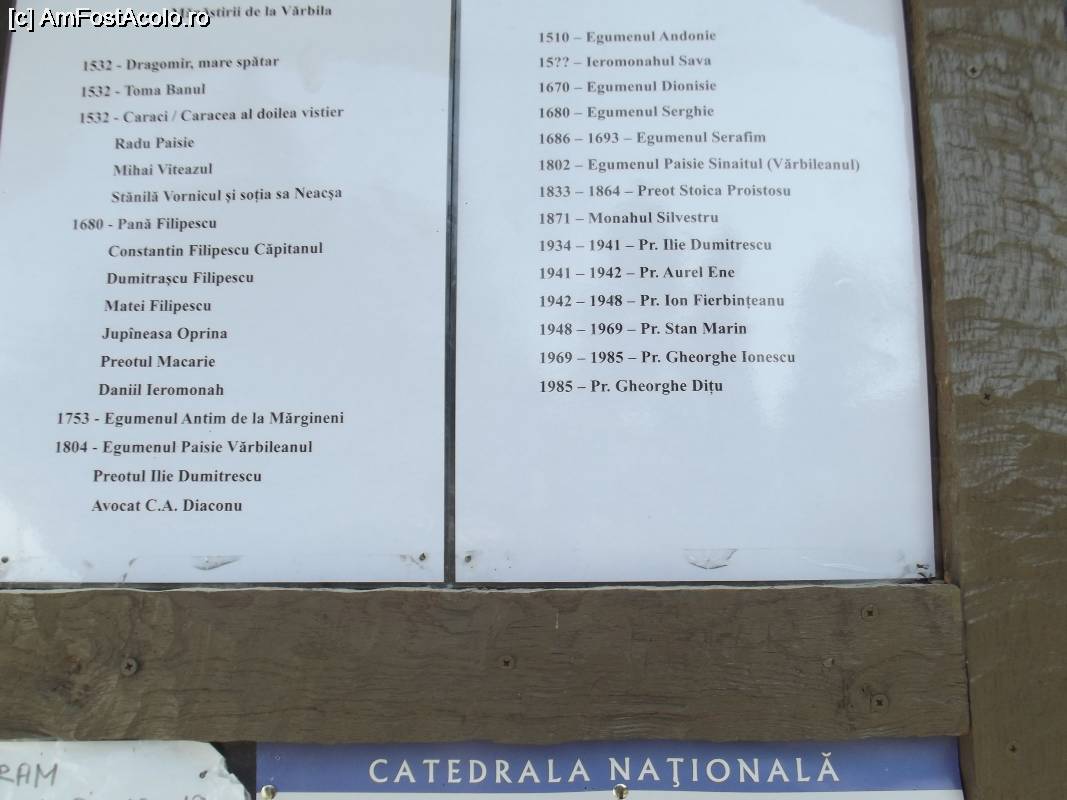 [c] AmFostAcolo.ro
Mănăstirii de la Vărbila
1532 - Dragomir, mare spătar
1532 - Toma Banul
1532 - Caraci / Caracea al doilea vistier
Radu Paisie
Mihai Viteazul
Stănilă Vornicul și soția sa Neacșa
1680 - Pană Filipescu
Constantin Filipescu Căpitanul
Dumitrașcu Filipescu
Matei Filipescu
Jupîneasa Oprina
Preotul Macarie
Daniil Ieromonah
1753 - Egumenul Antim de la Mărgineni
1804 - Egumenul Paisie Vărbileanul
Preotul Ilie Dumitrescu
Avocat C.A. Diaconu
1510 – Egumenul Andonie
15?? – Ieromonahul Sava
1670 – Egumenul Dionisie
1680 – Egumenul Serghie
1686 – 1693 – Egumenul Serafim
1802 – Egumenul Paisie Sinaitul (Vărbileanul)
1833 – 1864 – Preot Stoica Proistosu
1871 – Monahul Silvestru
1934 – 1941 – Pr. Ilie Dumitrescu
1941 – 1942 – Pr. Aurel Ene
1942 – 1948 – Pr. Ion Fierbințeanu
1948 – 1969 – Pr. Stan Marin
1969 – 1985 – Pr. Gheorghe Ionescu
1985 – Pr. Gheorghe Dițu
RAM
CATEDRALA NAŢIONALĂ